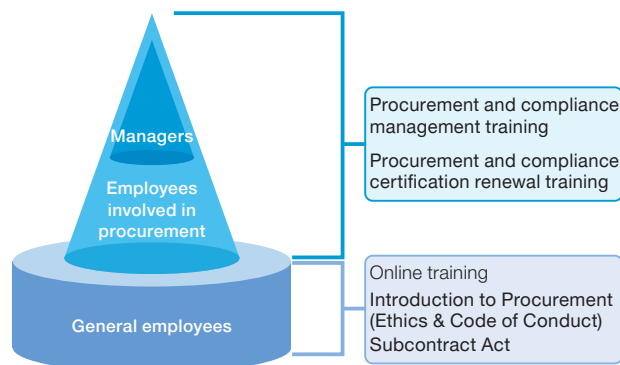 Managers
Employees
involved in
procurement
General employees
Procurement and compliance
management training
Procurement and compliance
certification renewal training
Online training
Introduction to Procurement
(Ethics & Code of Conduct)
Subcontract Act